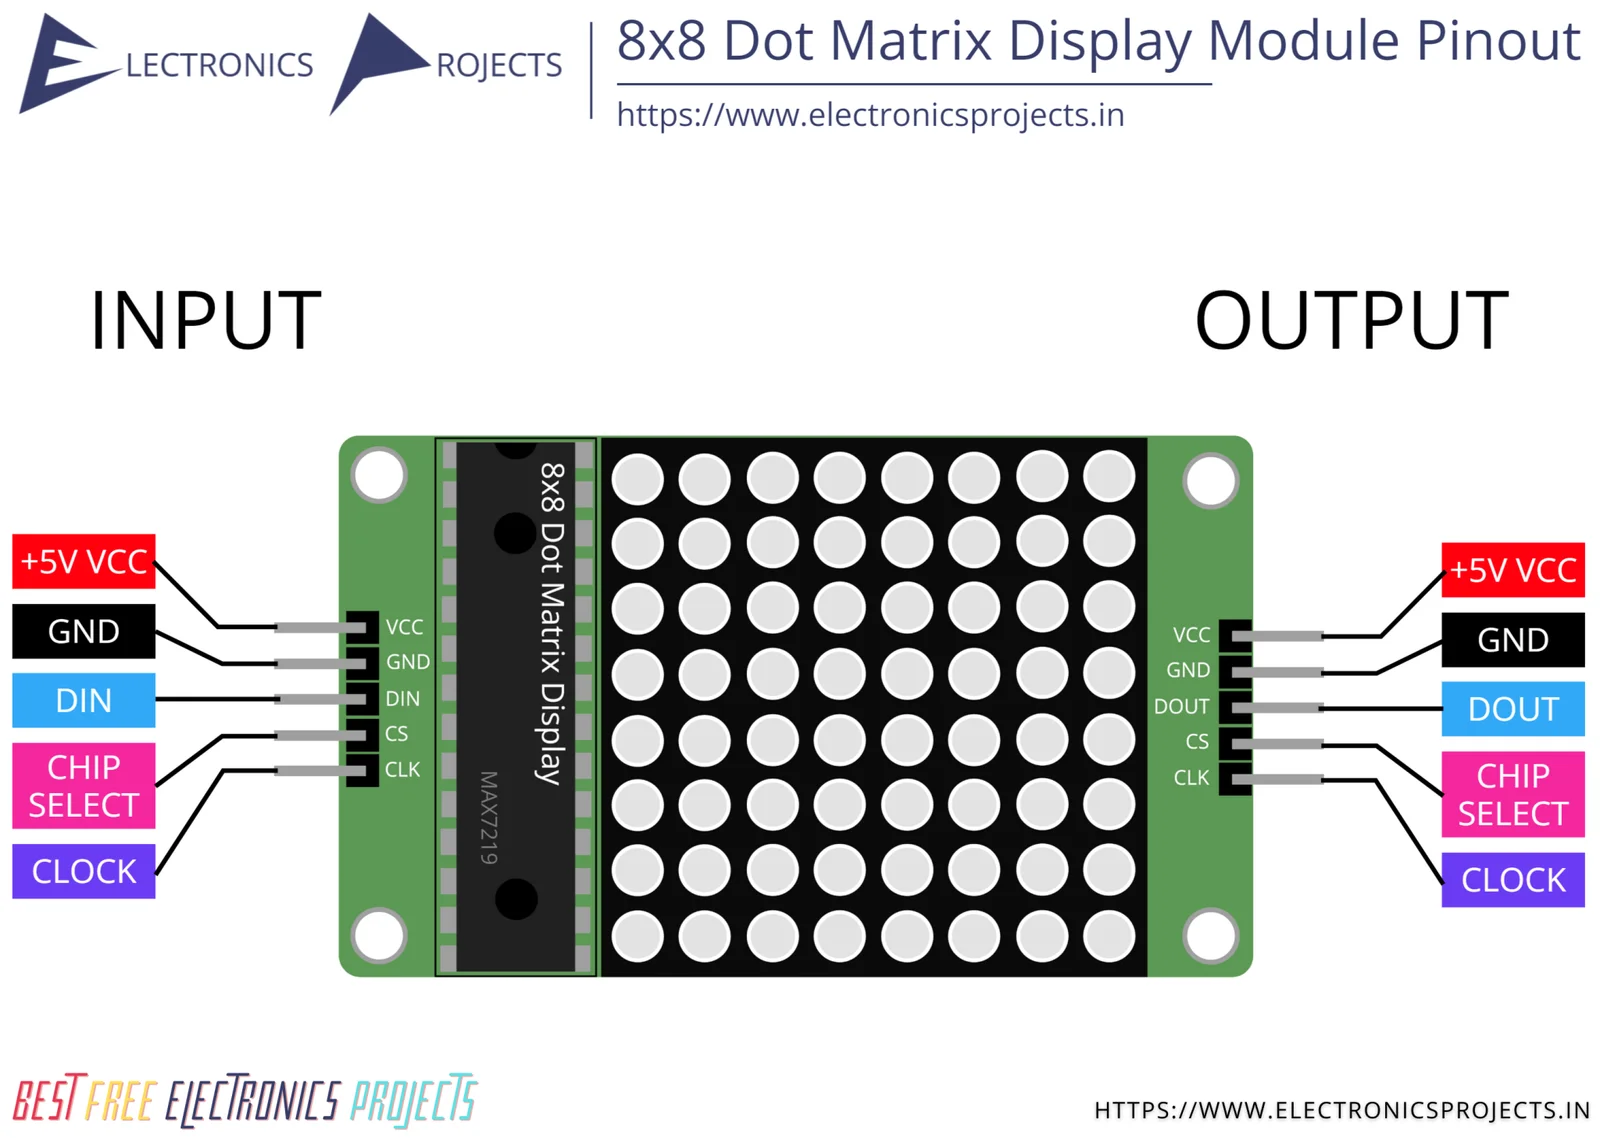 ELECTRONICS PROJECTS
8x8 Dot Matrix Display Module Pinout
https://www.electronicsprojects.in
INPUT
OUTPUT
+5V VCC
GND
DIN
CHIP
SELECT
CLOCK
VCC
GND
DIN
CS
CLK
8x8 Dot Matrix Display
MAX7219
VCC
GND
DOUT
CS
CLK
+5V VCC
GND
DOUT
CHIP
SELECT
CLOCK
BEST FREE ELECTRONICS PROJECTS
HTTPS://WWW.ELECTRONICSPROJECTS.IN